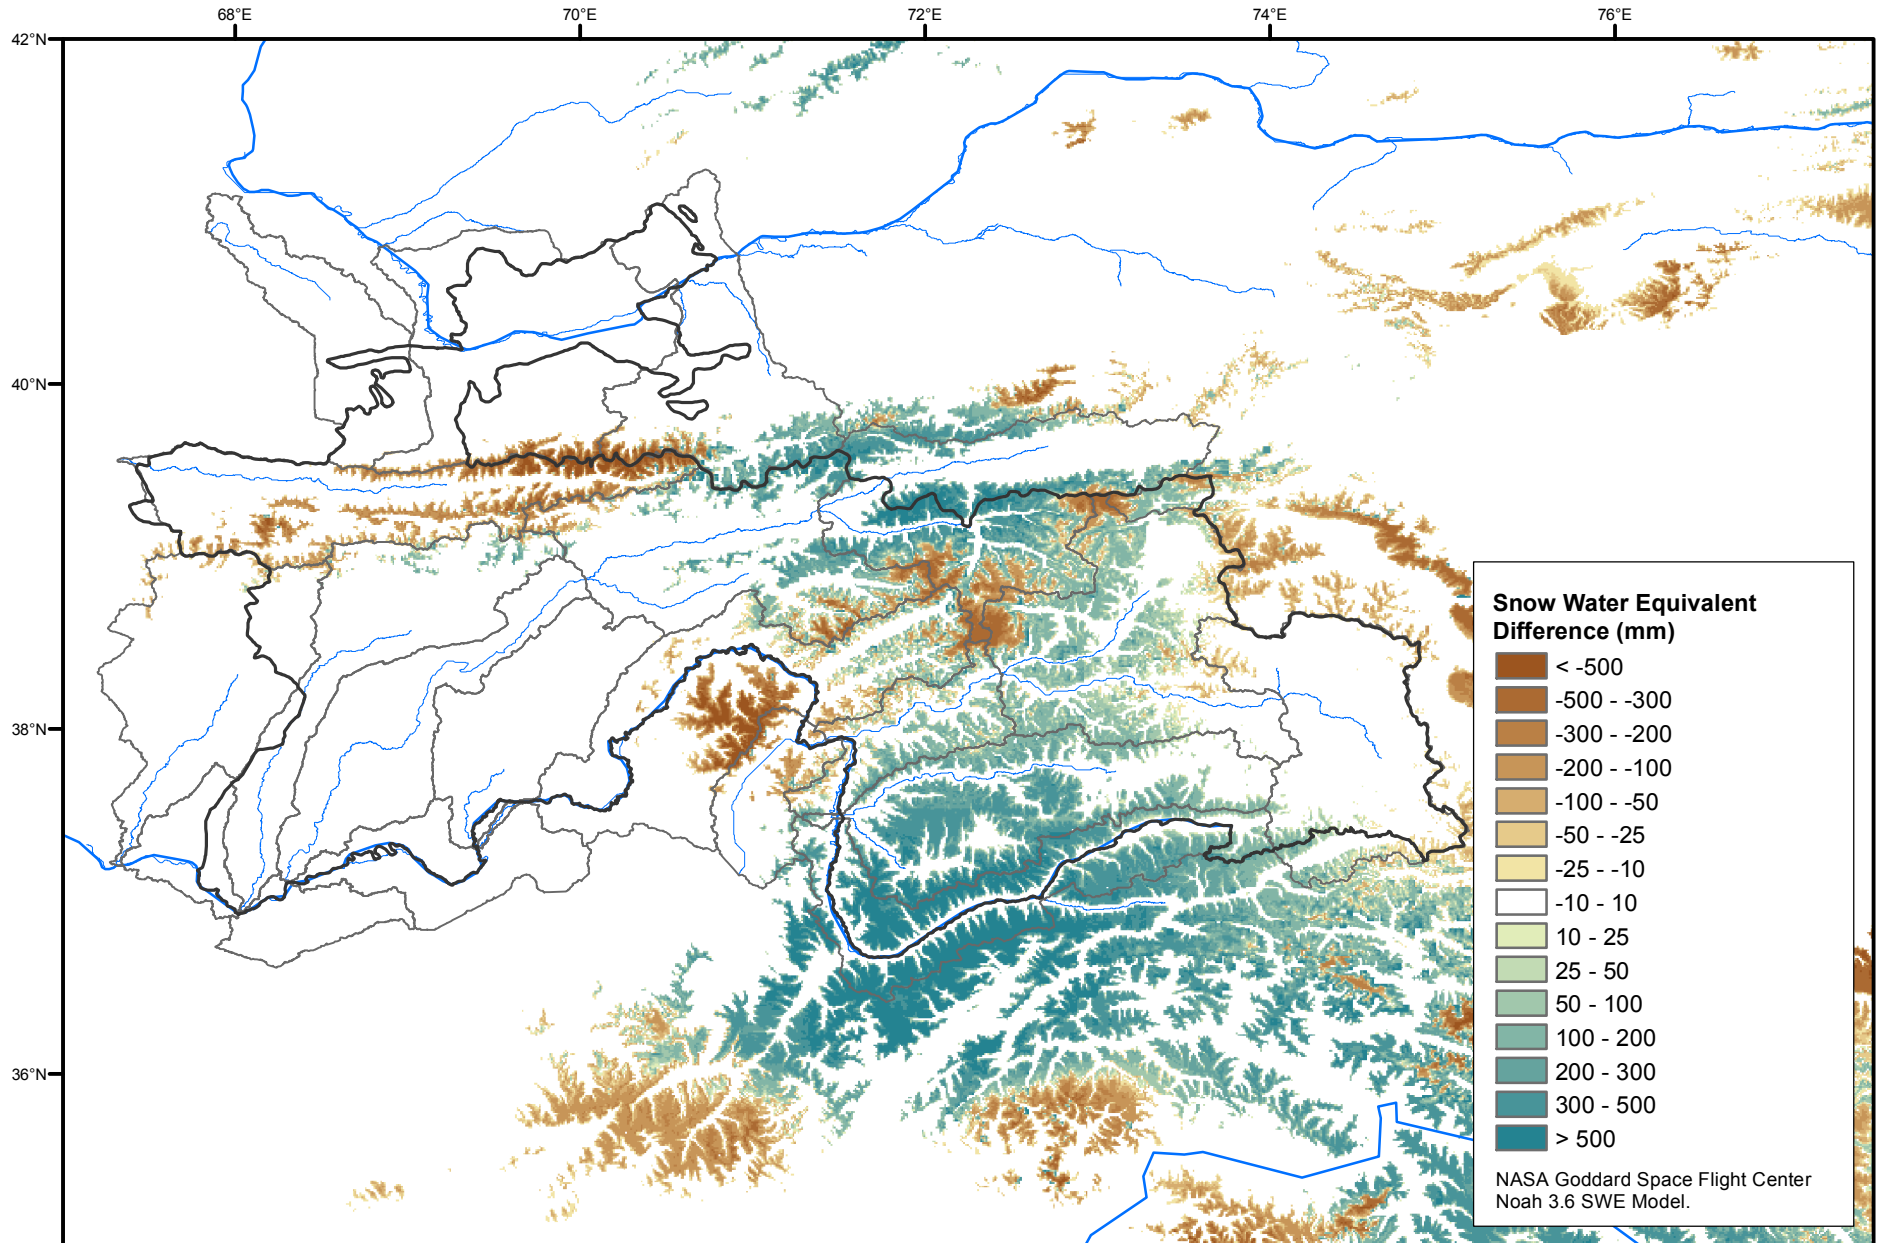 68°E 70°E 72°E 74°E 76°E
42°N
40°N
38°N
36°N
Snow Water Equivalent
Difference (mm)
< -500
-500 - -300
-300 - -200
-200 - -100
-100 - -50
-50 - -25
-25 - -10
-10 - 10
10 - 25
25 - 50
50 - 100
100 - 200
200 - 300
300 - 500
> 500
NASA Goddard Space Flight Center
Noah 3.6 SWE Model.